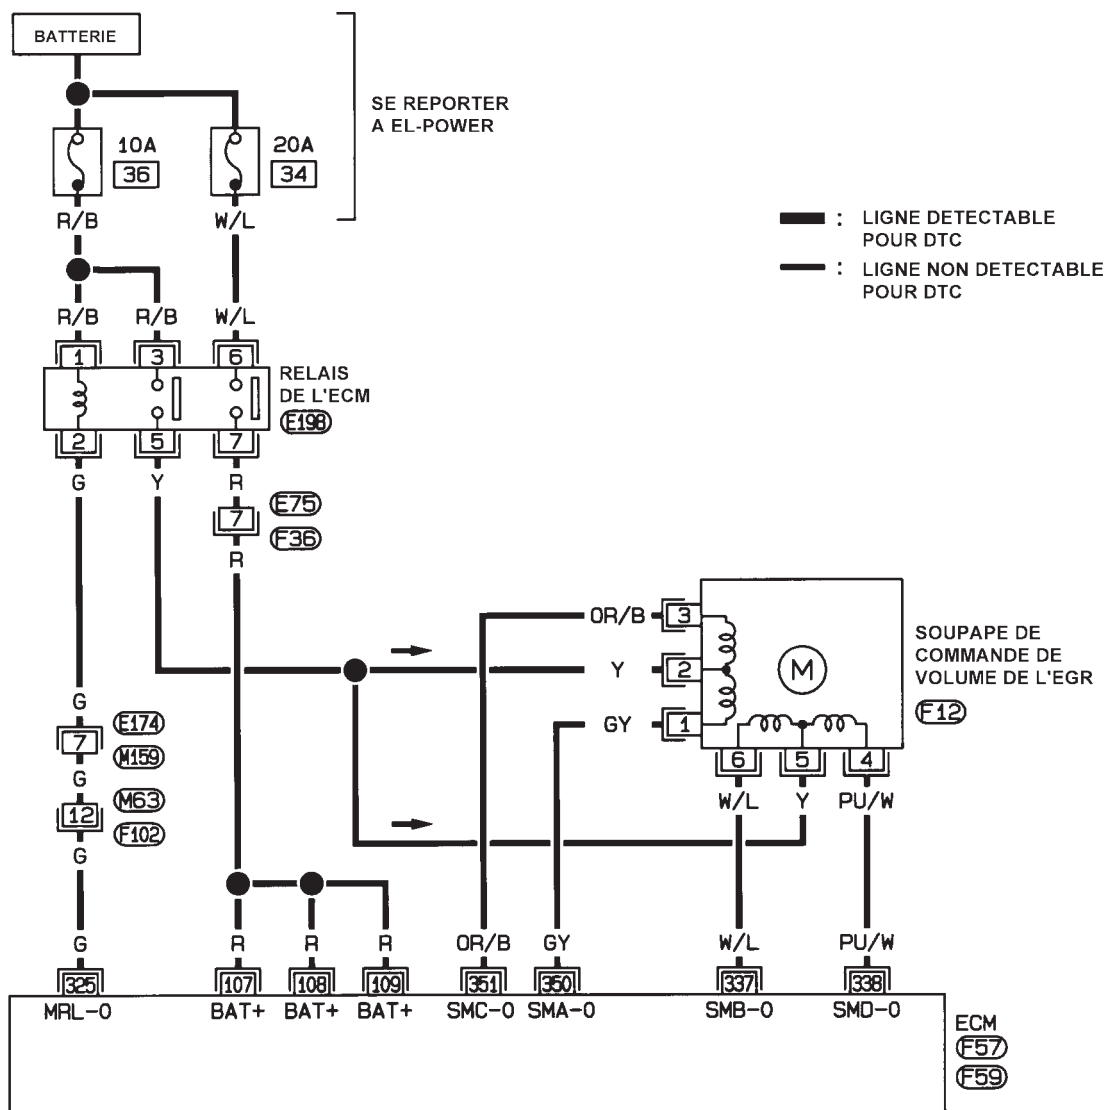 BATTERIE
SE REPORTER
A EL-POWER
10A
36
20A
34
R/B
W/L
: LIGNE DETECTABLE
POUR DTC
: LIGNE NON DETECTABLE
POUR DTC
R/B
R/B
W/L
1
3
6
RELAIS
DE L'ECM
E198
2
5
7
G
Y
R
7
E75
F36
R
OR/B
3
Y
2
GY
1
M
SOUPAPE DE
COMMANDE DE
VOLUME DE L'EGR
F12
6
5
4
W/L
Y
PU/W
G
7
E174
M159
G
12
M63
F102
G
G
R
R
R
OR/B
GY
W/L
PU/W
325
107
108
109
351
350
337
338
MRL-O
BAT+
BAT+
BAT+
SMC-O
SMA-O
SMB-O
SMD-O
ECM
F57
F59